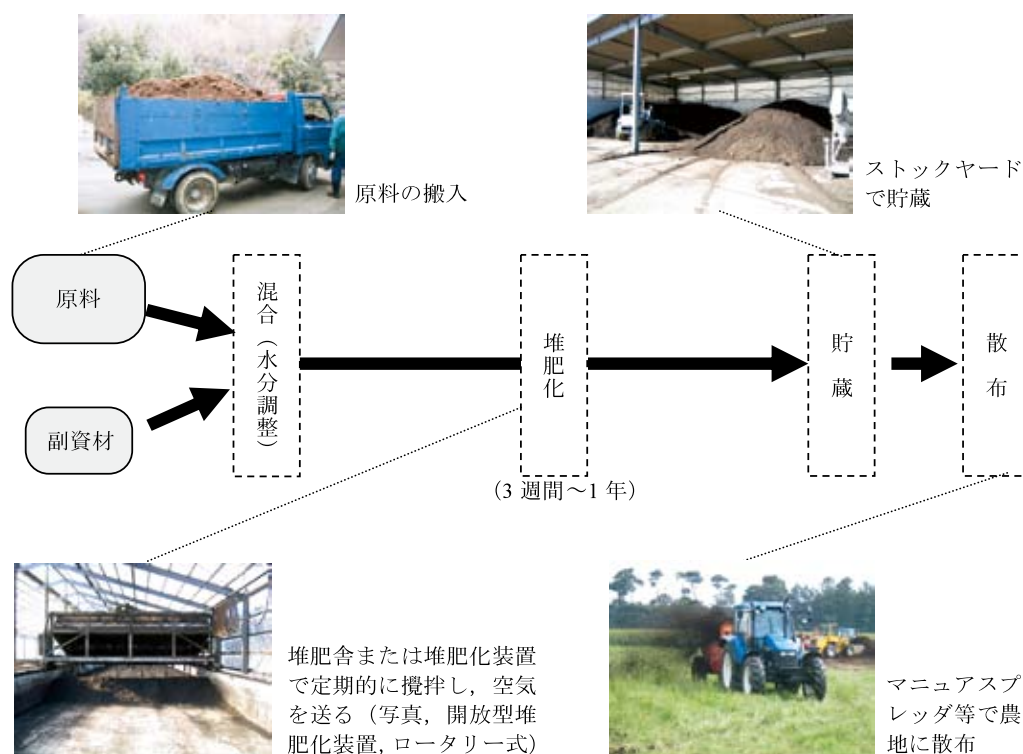 原料の搬入
ストックヤード
で貯蔵
原料
副資材
混合（水分調整）
堆肥化
（3 週間～1 年）
貯蔵
散布
堆肥舎または堆肥化装置
で定期的に攪拌し，空気
を送る（写真，開放型堆
肥化装置，ロータリー式）
マニュアスプ
レッダ等で農
地に散布